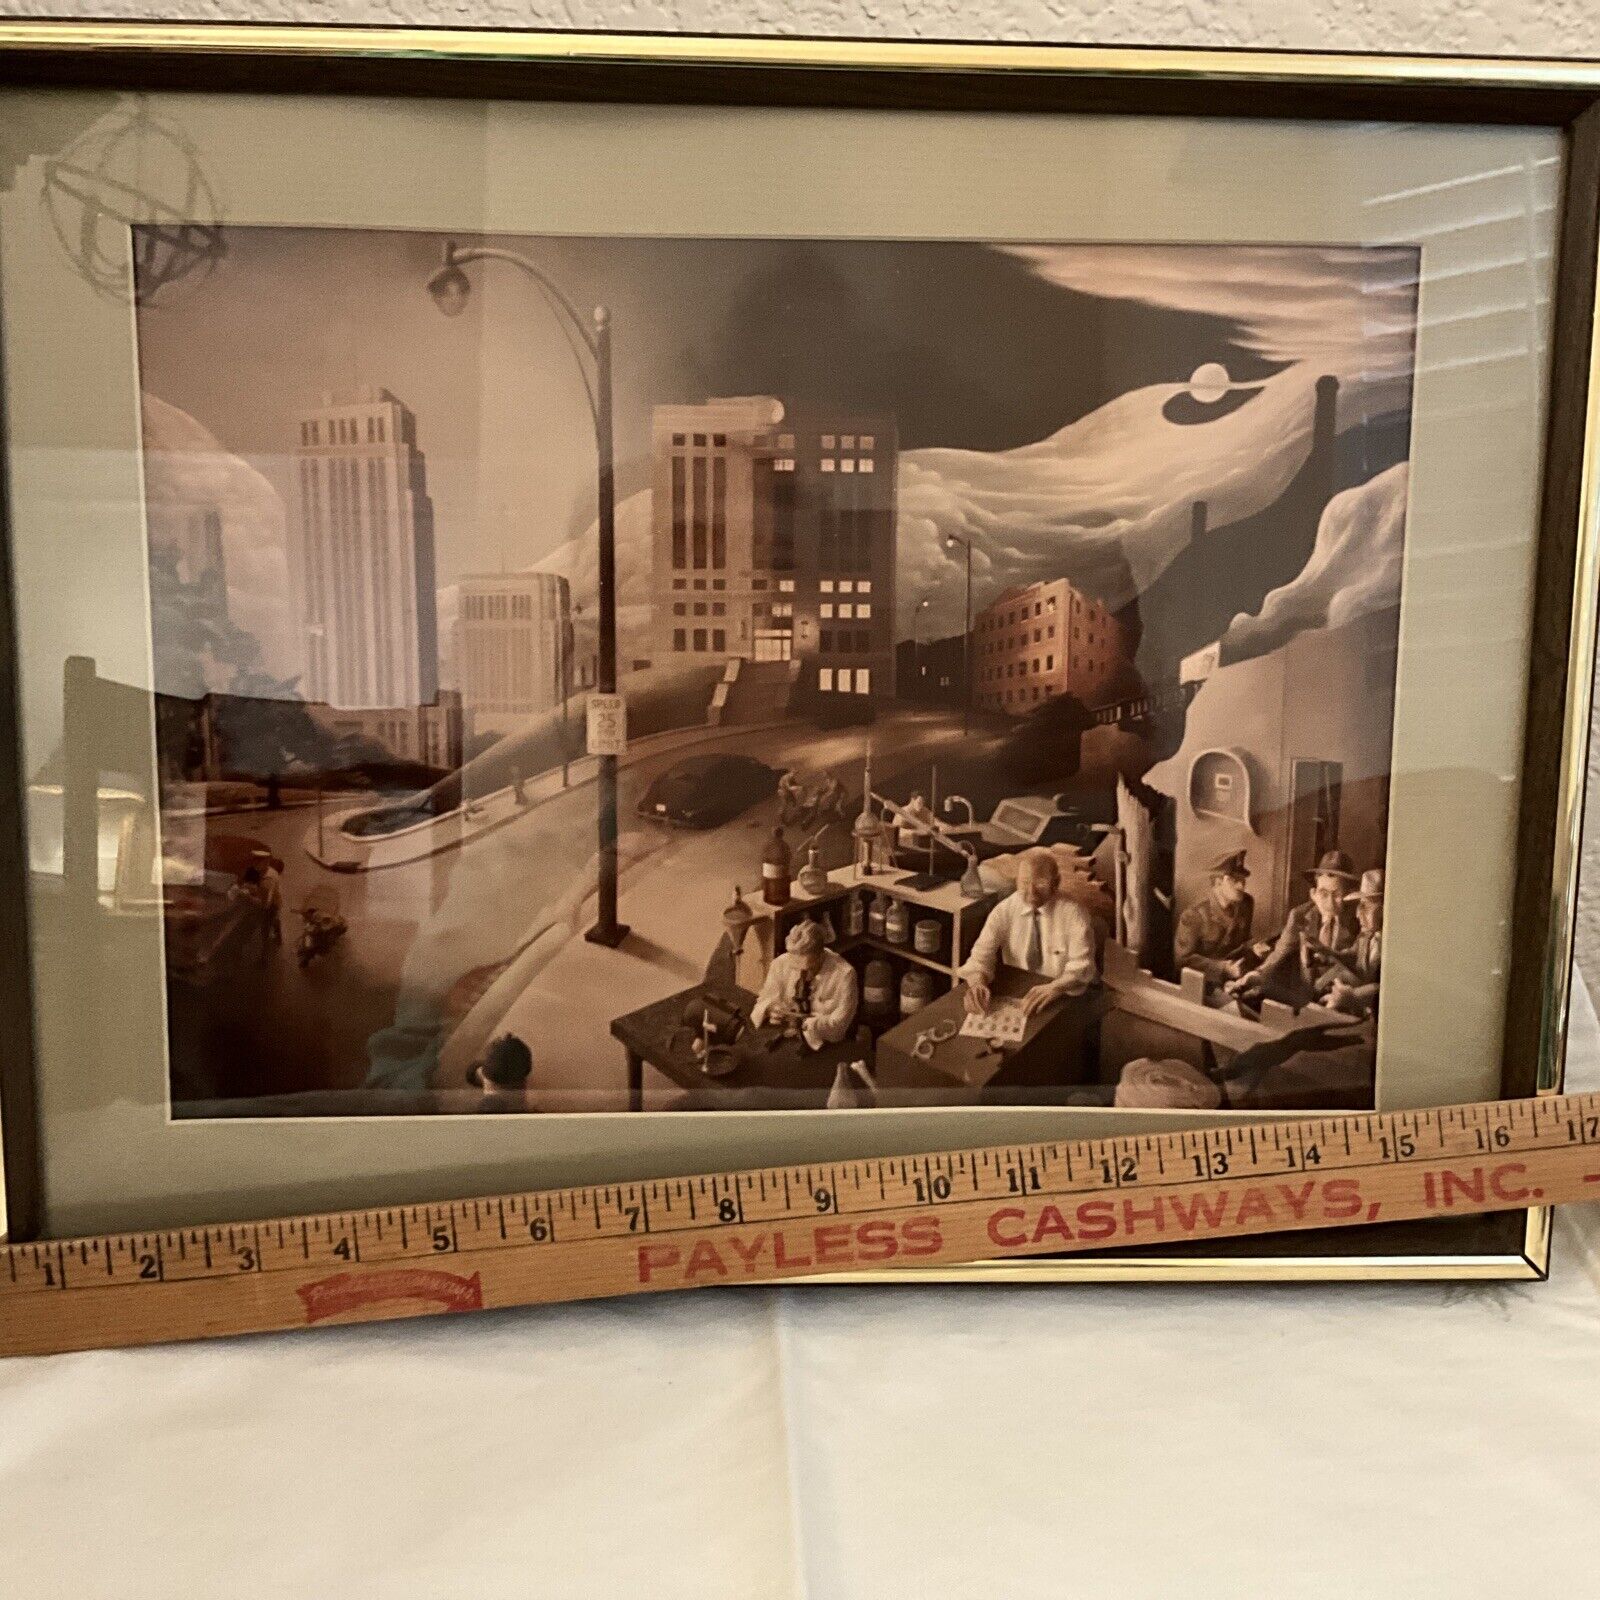 SPEED
25
1 2 3 4 5 6 7 8 9 10 11 12 13 14 15 16 17
PAYLESS CASHWAYS, INC. -